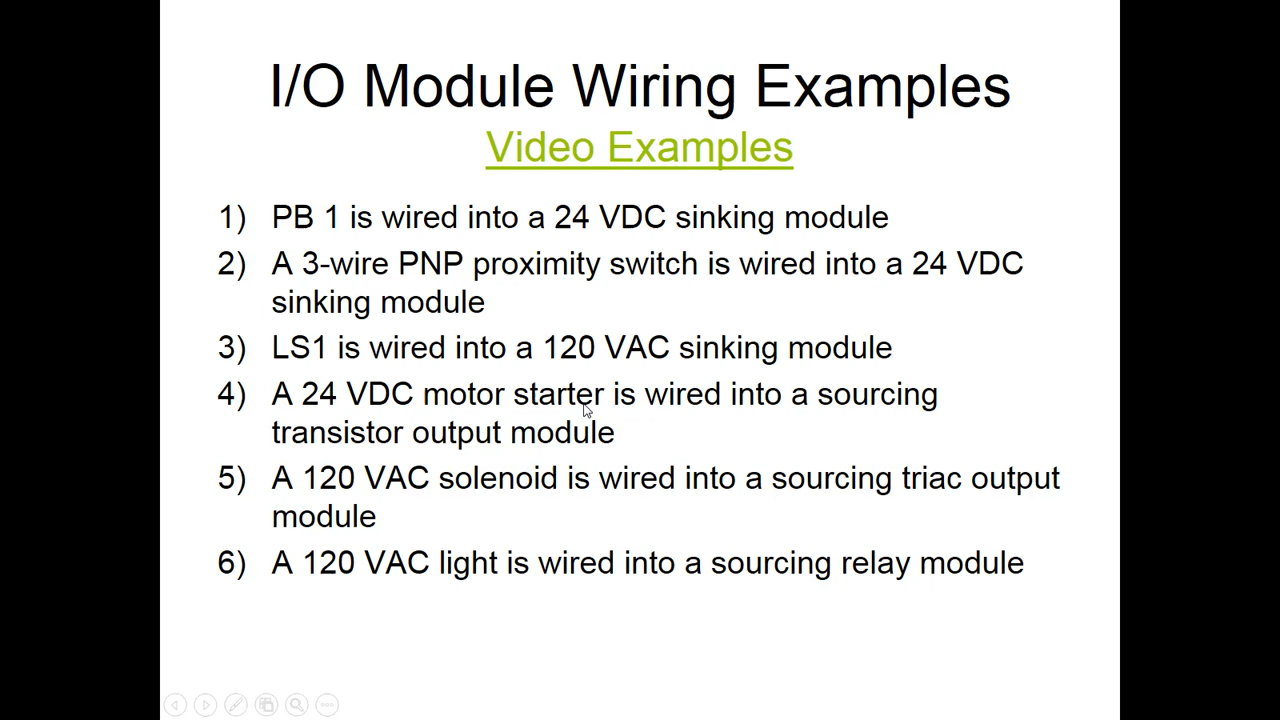 I/O Module Wiring Examples
Video Examples
1) PB 1 is wired into a 24 VDC sinking module
2) A 3-wire PNP proximity switch is wired into a 24 VDC
sinking module
3) LS1 is wired into a 120 VAC sinking module
4) A 24 VDC motor starter is wired into a sourcing
transistor output module
5) A 120 VAC solenoid is wired into a sourcing triac output
module
6) A 120 VAC light is wired into a sourcing relay module